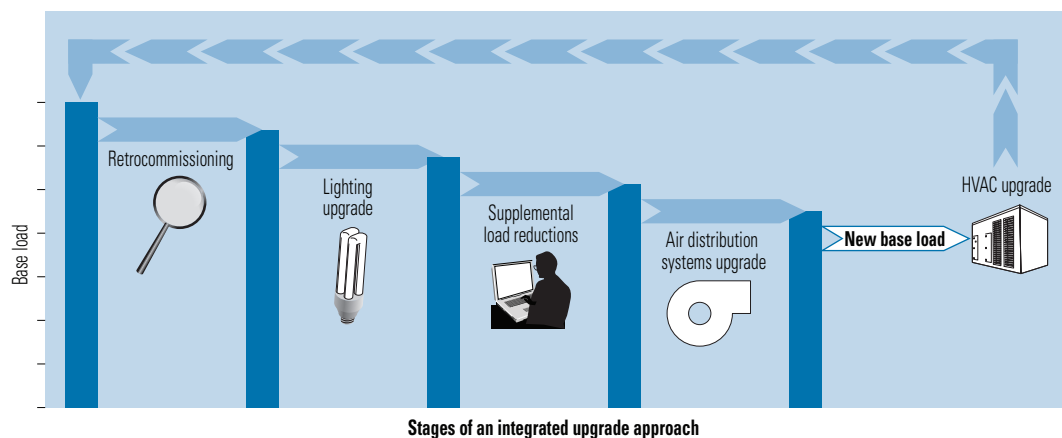 Retrocommissioning
Lighting
upgrade
Supplemental
load reductions
Air distribution
systems upgrade
New base load
HVAC upgrade
Base load
Stages of an integrated upgrade approach